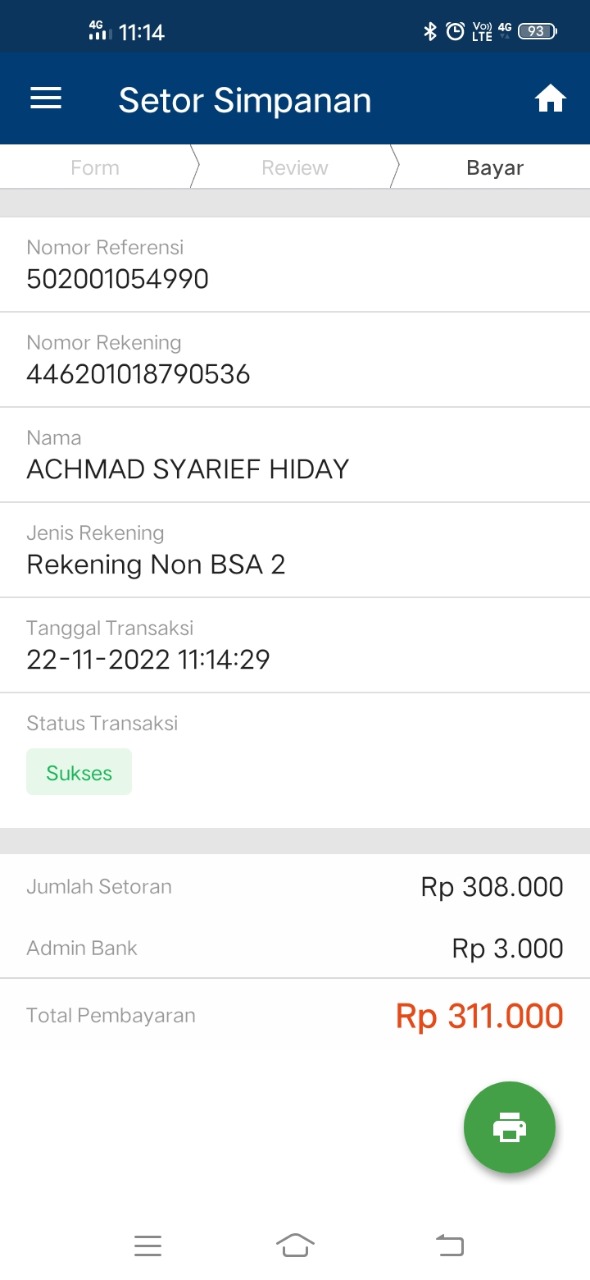 4G 11:14 Vo)) LTE 4G 93
Setor Simpanan
Form Review Bayar
Nomor Referensi
502001054990
Nomor Rekening
446201018790536
Nama
ACHMAD SYARIEF HIDAY
Jenis Rekening
Rekening Non BSA 2
Tanggal Transaksi
22-11-2022 11:14:29
Status Transaksi
Sukses
Jumlah Setoran Rp 308.000
Admin Bank Rp 3.000
Total Pembayaran Rp 311.000